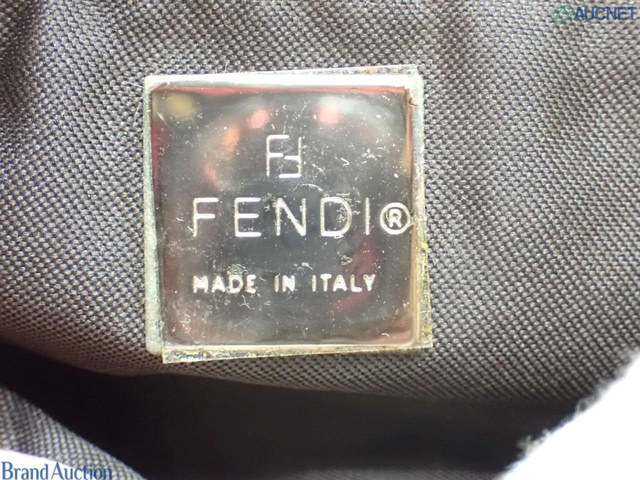 AUCNET
FF
FENDI®
MADE IN ITALY
Brand Auction